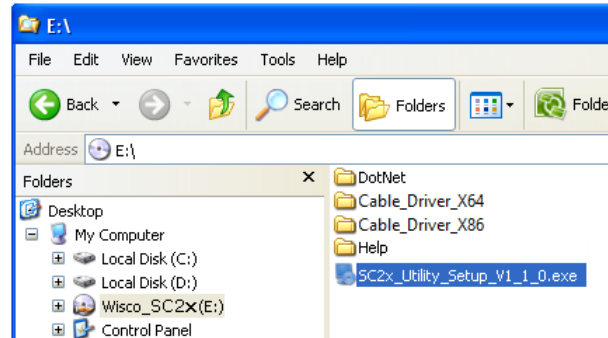 E:\
File Edit View Favorites Tools Help
Back Search Folders Folde
Address E:\
Folders
Desktop
My Computer
Local Disk (C:)
Local Disk (D:)
Wisco_SC2x(E:)
Control Panel
DotNet
Cable_Driver_X64
Cable_Driver_X86
Help
SC2x_Utility_Setup_V1_1_0.exe